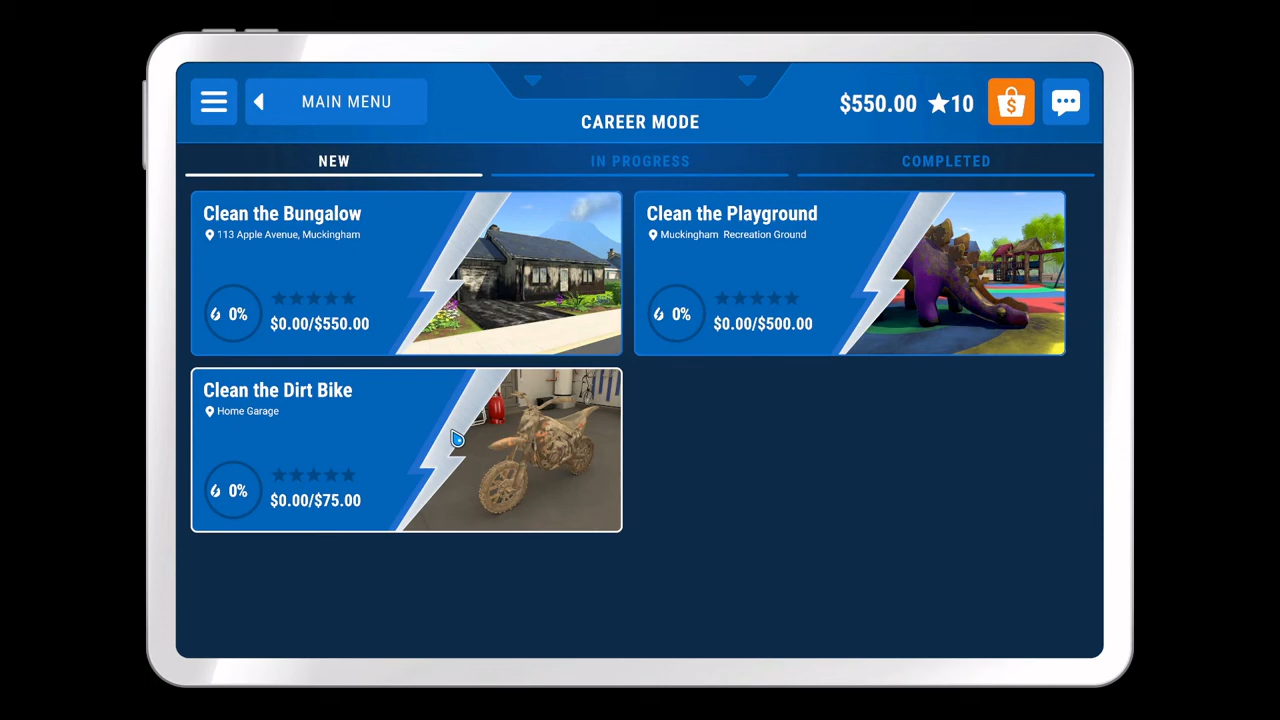 MAIN MENU
$550.00 ★10
CAREER MODE
NEW
IN PROGRESS
COMPLETED
Clean the Bungalow
113 Apple Avenue, Muckingham
0%
$0.00/$550.00
Clean the Playground
Muckingham Recreation Ground
0%
$0.00/$500.00
Clean the Dirt Bike
Home Garage
0%
$0.00/$75.00